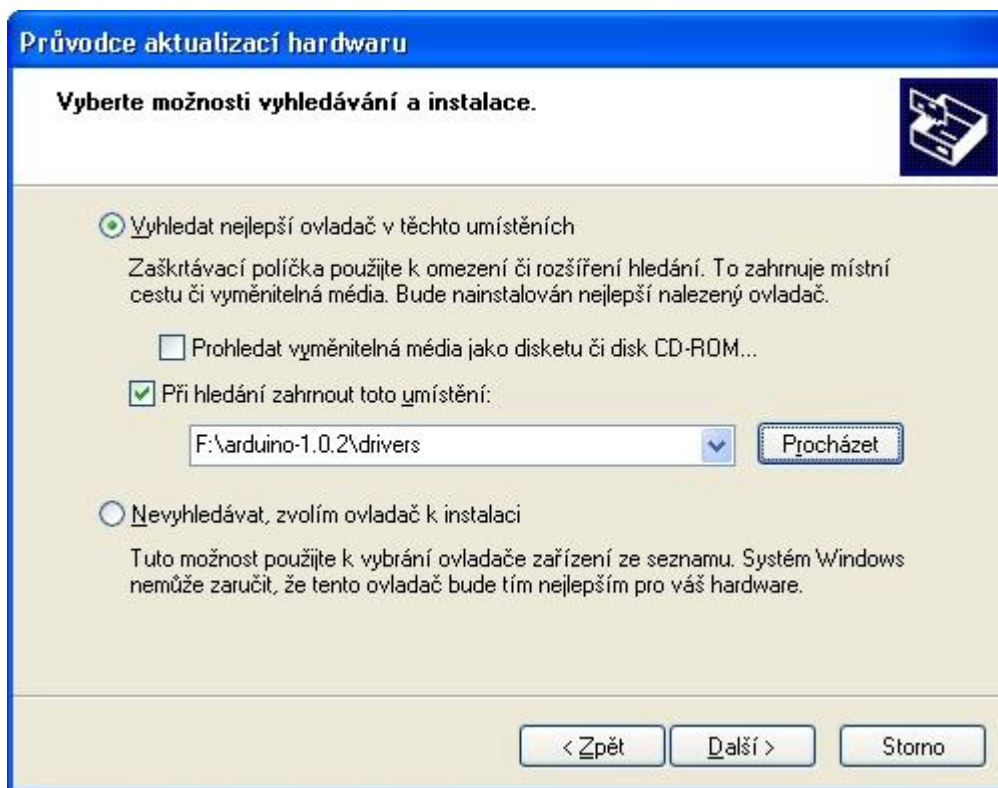 Průvodce aktualizací hardwaru
Vyberte možnosti vyhledávání a instalace.
Vyhledat nejlepší ovladač v těchto umístěních
Zaškrtávací políčka použijte k omezení či rozšíření hledání. To zahrnuje místní
cestu či vyměnitelná média. Bude nainstalován nejlepší nalezený ovladač.
Prohledat vyměnitelná média jako disketu či disk CD-ROM...
Při hledání zahrnout toto umístění:
F:\arduino-1.0.2\drivers
Procházet
Nevyhledávat, zvolím ovladač k instalaci
Tuto možnost použijte k vybrání ovladače zařízení ze seznamu. Systém Windows
nemůže zaručit, že tento ovladač bude tím nejlepším pro váš hardware.
< Zpět
Další >
Storno